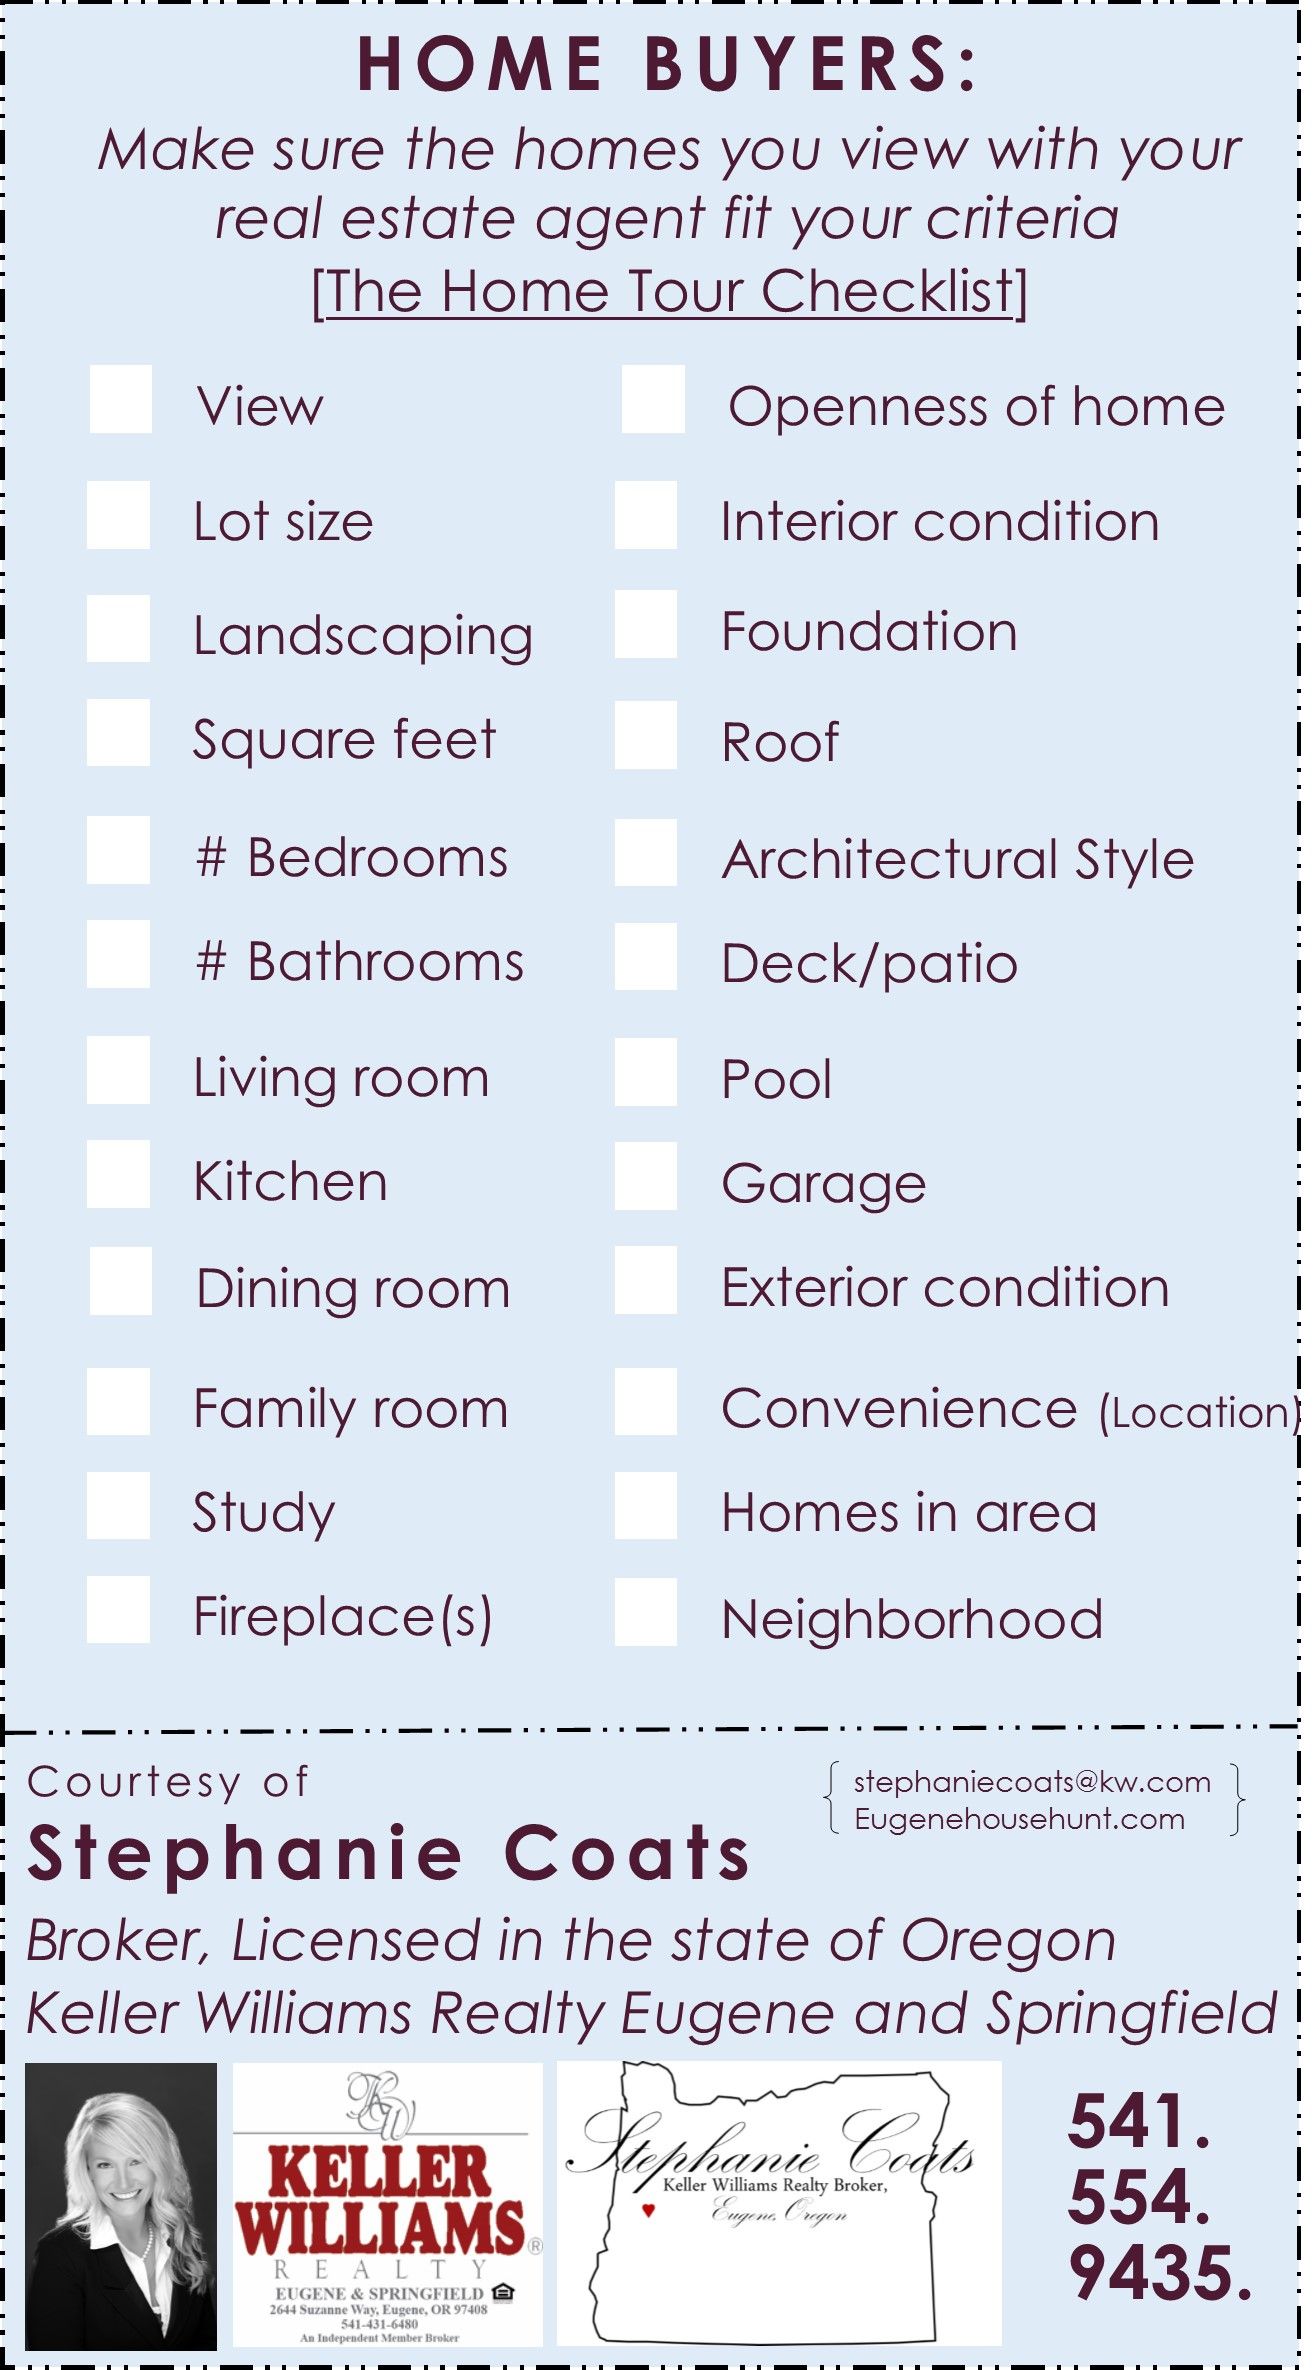 HOME BUYERS:
Make sure the homes you view with your
real estate agent fit your criteria
[The Home Tour Checklist]
View
Lot size
Landscaping
Square feet
# Bedrooms
# Bathrooms
Living room
Kitchen
Dining room
Family room
Study
Fireplace(s)
Openness of home
Interior condition
Foundation
Roof
Architectural Style
Deck/patio
Pool
Garage
Exterior condition
Convenience (Location)
Homes in area
Neighborhood
Courtesy of
Stephanie Coats
stephaniecoats@kw.com
Eugenehousehunt.com
Broker, Licensed in the state of Oregon
Keller Williams Realty Eugene and Springfield
KW
KELLER
WILLIAMS®
REALTY
EUGENE & SPRINGFIELD
2644 Suzanne Way, Eugene, OR 97408
541-431-6480
An Independent Member Broker
Stephanie Coats
Keller Williams Realty Broker,
Eugene, Oregon
541.
554.
9435.